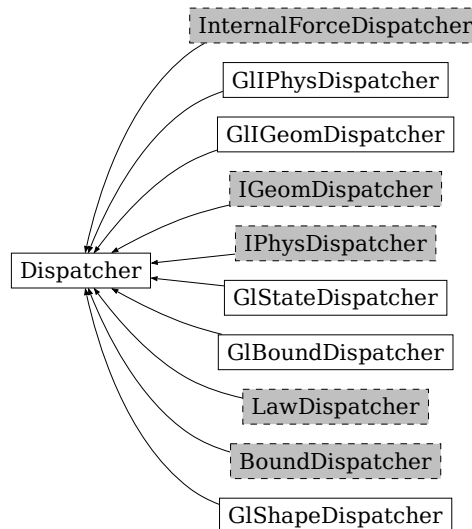 InternalForceDispatcher
GlIPhysDispatcher
GlIGeomDispatcher
IGeomDispatcher
IPhysDispatcher
Dispatcher
GlStateDispatcher
GlBoundDispatcher
LawDispatcher
BoundDispatcher
GlShapeDispatcher